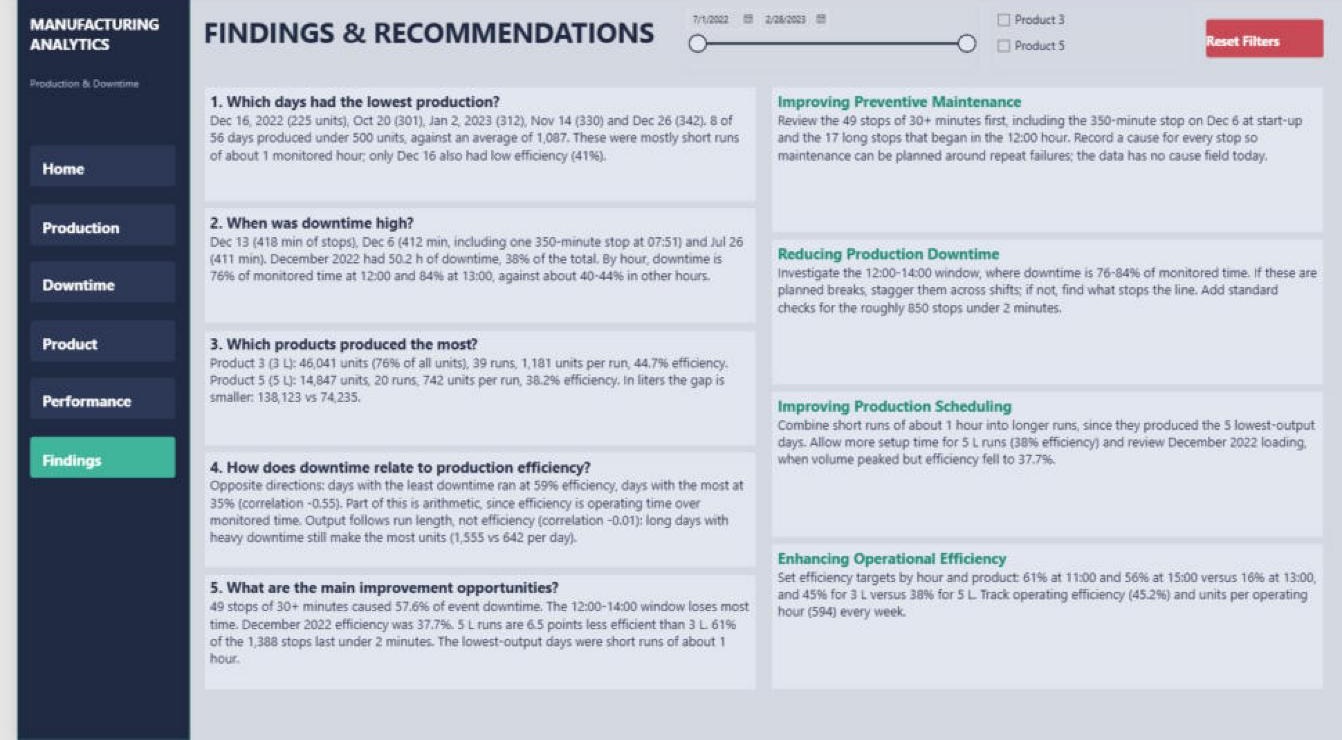 MANUFACTURING
ANALYTICS
Production & Downtime
Home
Production
Downtime
Product
Performance
Findings
FINDINGS & RECOMMENDATIONS
7/1/2022 2/28/2023
Product 3
Product 5
Reset Filters
1. Which days had the lowest production?
Dec 16, 2022 (225 units), Oct 20 (301), Jan 2, 2023 (312), Nov 14 (330) and Dec 26 (342). 8 of
56 days produced under 500 units, against an average of 1,087. These were mostly short runs
of about 1 monitored hour; only Dec 16 also had low efficiency (41%).
2. When was downtime high?
Dec 13 (418 min of stops), Dec 6 (412 min, including one 350-minute stop at 07:51) and Jul 26
(411 min). December 2022 had 50.2 h of downtime, 38% of the total. By hour, downtime is
76% of monitored time at 12:00 and 84% at 13:00, against about 40-44% in other hours.
3. Which products produced the most?
Product 3 (3 L): 46,041 units (76% of all units), 39 runs, 1,181 units per run, 44.7% efficiency.
Product 5 (5 L): 14,847 units, 20 runs, 742 units per run, 38.2% efficiency. In liters the gap is
smaller: 138,123 vs 74,235.
4. How does downtime relate to production efficiency?
Opposite directions: days with the least downtime ran at 59% efficiency, days with the most at
35% (correlation -0.55). Part of this is arithmetic, since efficiency is operating time over
monitored time. Output follows run length, not efficiency (correlation -0.01): long days with
heavy downtime still make the most units (1,555 vs 642 per day).
5. What are the main improvement opportunities?
49 stops of 30+ minutes caused 57.6% of event downtime. The 12:00-14:00 window loses most
time. December 2022 efficiency was 37.7%. 5 L runs are 6.5 points less efficient than 3 L. 61%
of the 1,388 stops last under 2 minutes. The lowest-output days were short runs of about 1
hour.
Improving Preventive Maintenance
Review the 49 stops of 30+ minutes first, including the 350-minute stop on Dec 6 at start-up
and the 17 long stops that began in the 12:00 hour. Record a cause for every stop so
maintenance can be planned around repeat failures; the data has no cause field today.
Reducing Production Downtime
Investigate the 12:00-14:00 window, where downtime is 76-84% of monitored time. If these are
planned breaks, stagger them across shifts; if not, find what stops the line. Add standard
checks for the roughly 850 stops under 2 minutes.
Improving Production Scheduling
Combine short runs of about 1 hour into longer runs, since they produced the 5 lowest-output
days. Allow more setup time for 5 L runs (38% efficiency) and review December 2022 loading,
when volume peaked but efficiency fell to 37.7%.
Enhancing Operational Efficiency
Set efficiency targets by hour and product: 61% at 11:00 and 56% at 15:00 versus 16% at 13:00,
and 45% for 3 L versus 38% for 5 L. Track operating efficiency (45.2%) and units per operating
hour (594) every week.